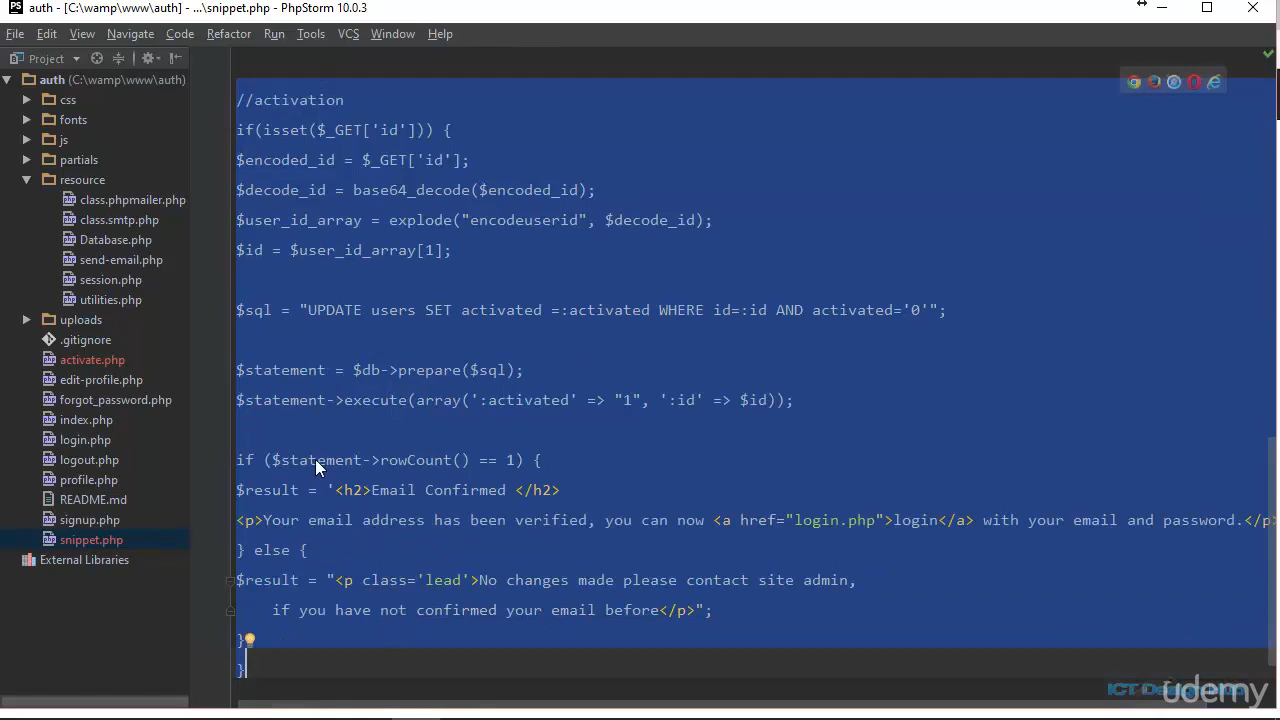 PS auth - [C:\wamp\www\auth] - ...\snippet.php - PhpStorm 10.0.3
File Edit View Navigate Code Refactor Run Tools VCS Window Help
Project
auth (C:\wamp\www\auth)
css
fonts
js
partials
resource
class.phpmailer.php
class.smtp.php
Database.php
send-email.php
session.php
utilities.php
uploads
.gitignore
activate.php
edit-profile.php
forgot_password.php
index.php
login.php
logout.php
profile.php
README.md
signup.php
snippet.php
External Libraries
//activation
if(isset($_GET['id'])) {
$encoded_id = $_GET['id'];
$decode_id = base64_decode($encoded_id);
$user_id_array = explode("encodeuserid", $decode_id);
$id = $user_id_array[1];
$sql = "UPDATE users SET activated =:activated WHERE id=:id AND activated='0'";
$statement = $db->prepare($sql);
$statement->execute(array(':activated' => "1", ':id' => $id));
if ($statement->rowCount() == 1) {
$result = '<h2>Email Confirmed </h2>
<p>Your email address has been verified, you can now <a href="login.php">login</a> with your email and password.</p
} else {
$result = "<p class='lead'>No changes made please contact site admin,
if you have not confirmed your email before</p>";
}
}
udemy